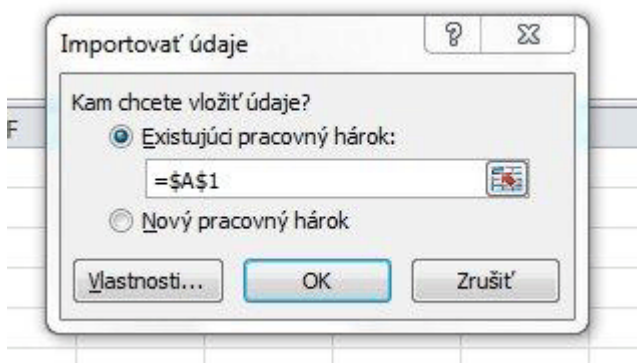 Importovať údaje
F
Kam chcete vložiť údaje?
Existujúci pracovný hárok:
=$A$1
Nový pracovný hárok
Vlastnosti... OK Zrušiť